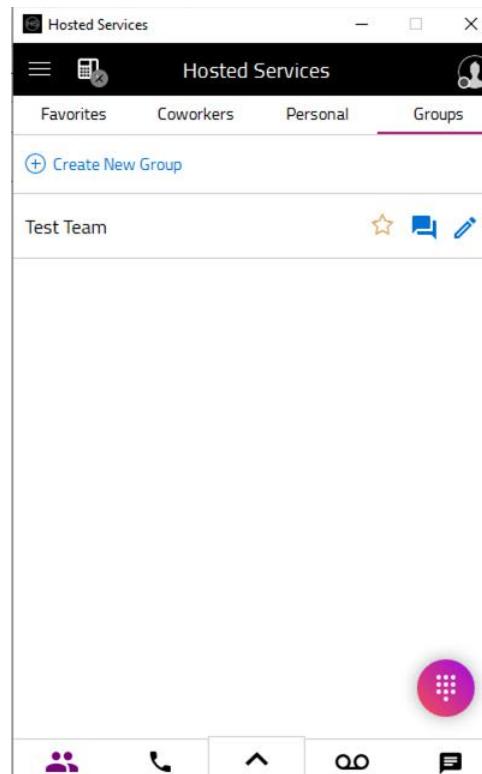 Hosted Services
Hosted Services
Favorites Coworkers Personal Groups
Create New Group
Test Team